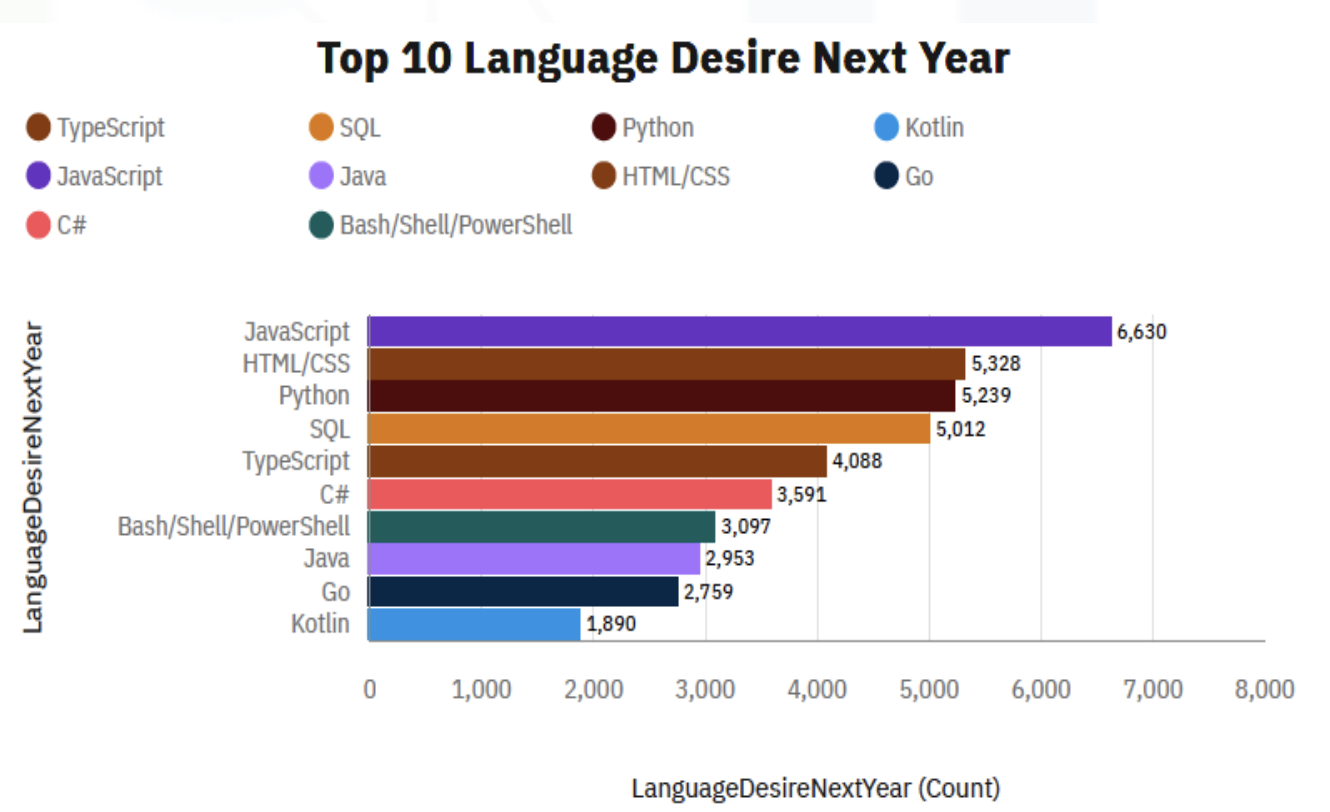 Top 10 Language Desire Next Year
TypeScript SQL Python Kotlin
JavaScript Java HTML/CSS Go
C# Bash/Shell/PowerShell
LanguageDesireNextYear
JavaScript 6,630
HTML/CSS 5,328
Python 5,239
SQL 5,012
TypeScript 4,088
C# 3,591
Bash/Shell/PowerShell 3,097
Java 2,953
Go 2,759
Kotlin 1,890
0 1,000 2,000 3,000 4,000 5,000 6,000 7,000 8,000
LanguageDesireNextYear (Count)